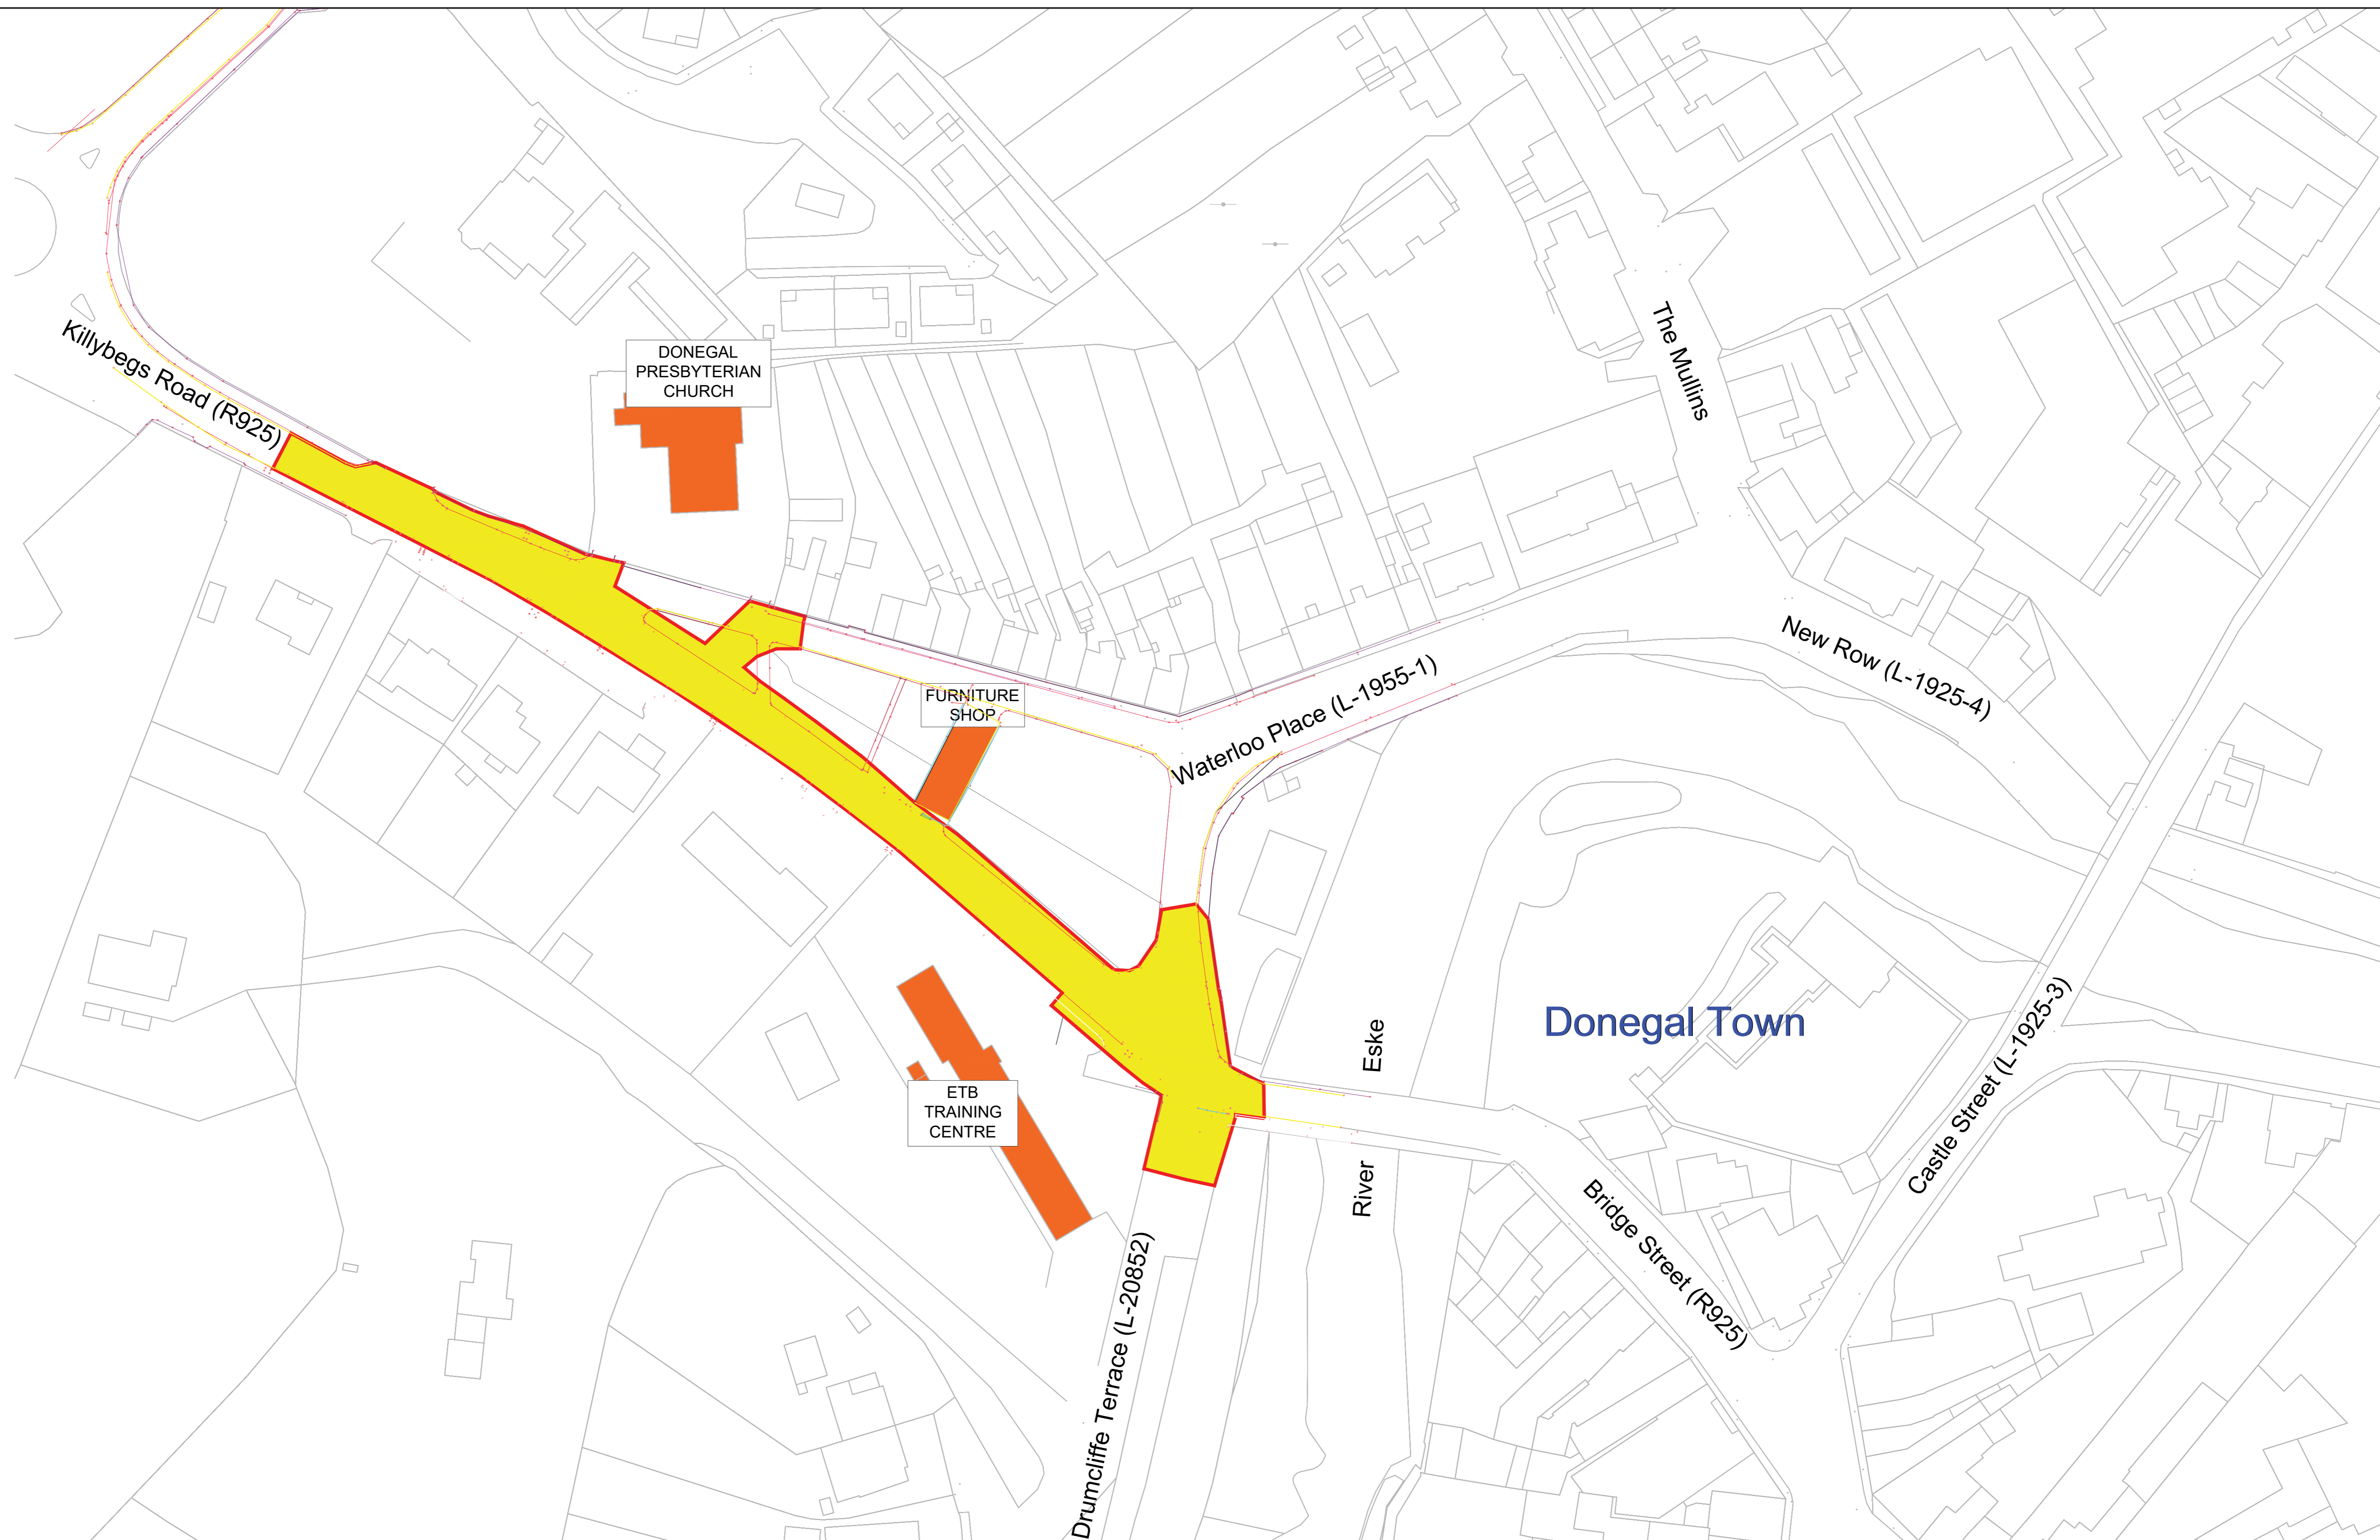 The Mullins
Killybegs Road (R925)
DONEGAL
PRESBYTERIAN
CHURCH
New Row (L-1925-4)
Waterloo Place (L-1955-1)
FURNITURE
SHOP
Donegal Town
Eske
Castle Street (L-1925-3)
ETB
TRAINING
CENTRE
River
Bridge Street (R925)
Drumcliffe Terrace (L-20852)